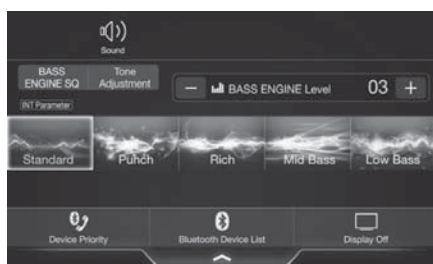 Sound
BASS ENGINE SQ
Tone Adjustment
BASS ENGINE Level 03
INT Parameter
Standard Punch Rich Mid Bass Low Bass
Device Priority Bluetooth Device List Display Off